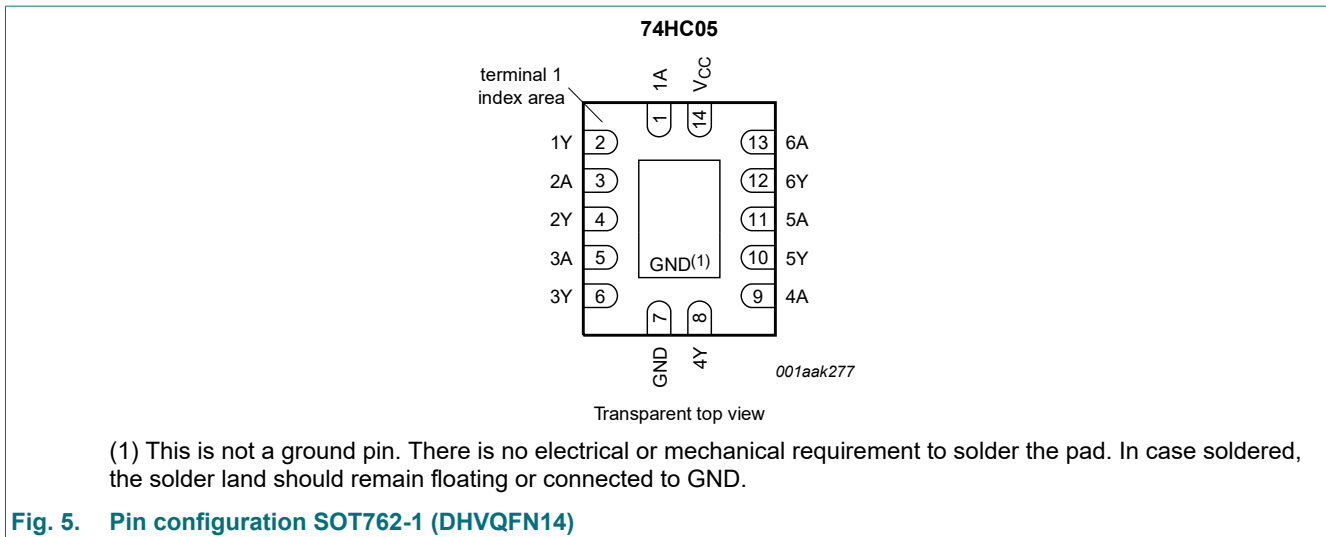 74HC05
terminal 1
index area
1A
VCC
1
14
1Y 2
13 6A
2A 3
12 6Y
2Y 4
11 5A
3A 5
10 5Y
3Y 6
9 4A
GND(1)
7
8
GND
4Y
001aak277
Transparent top view
(1) This is not a ground pin. There is no electrical or mechanical requirement to solder the pad. In case soldered,
the solder land should remain floating or connected to GND.
Fig. 5. Pin configuration SOT762-1 (DHVQFN14)